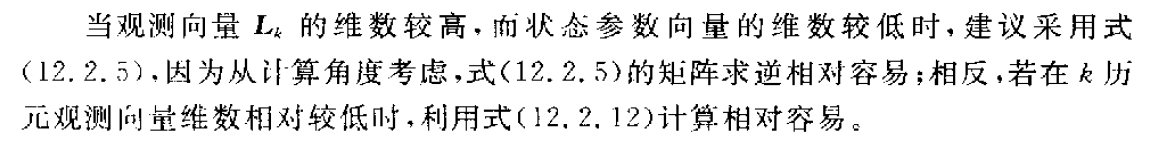 当观测向量 Lk 的维数较高,而状态参数向量的维数较低时,建议采用式
(12.2.5),因为从计算角度考虑,式(12.2.5)的矩阵求逆相对容易;相反,若在 k 历
元观测向量维数相对较低时,利用式(12.2.12)计算相对容易。